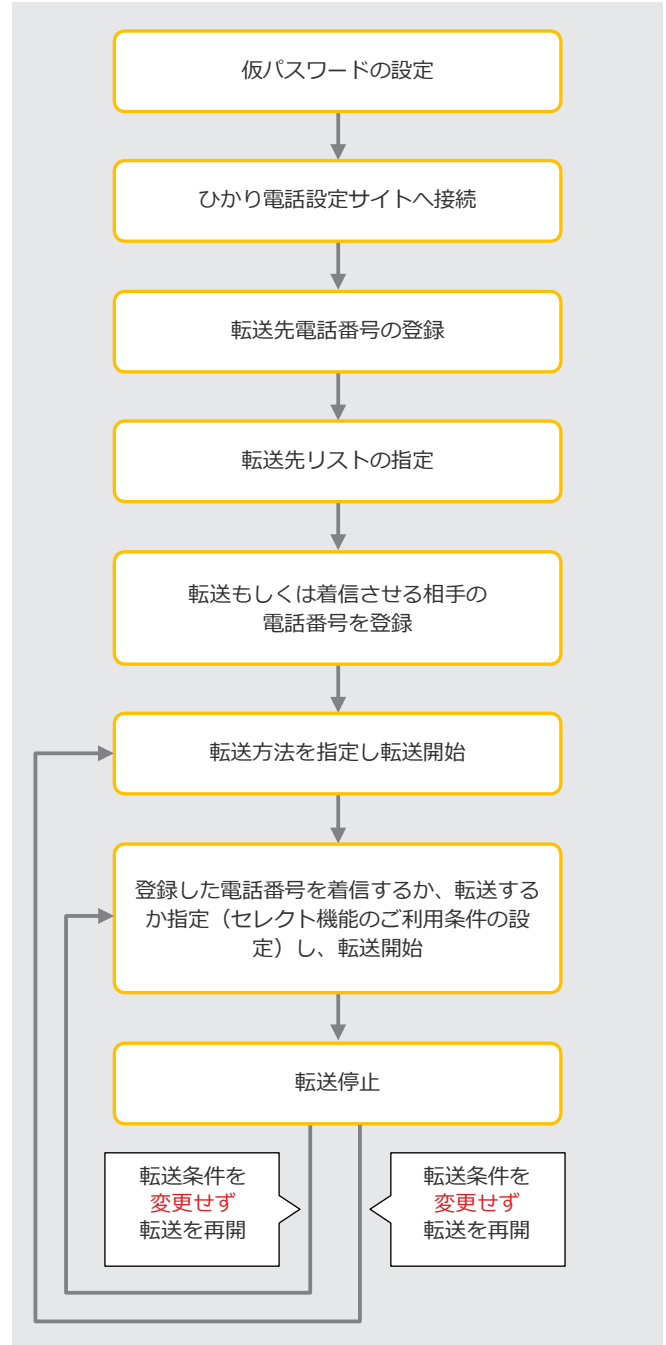 仮パスワードの設定
ひかり電話設定サイトへ接続
転送先電話番号の登録
転送先リストの指定
転送もしくは着信させる相手の
電話番号を登録
転送方法を指定し転送開始
登録した電話番号を着信するか、転送する
か指定（セレクト機能のご利用条件の設
定）し、転送開始
転送停止
転送条件を
変更せず
転送を再開
転送条件を
変更せず
転送を再開